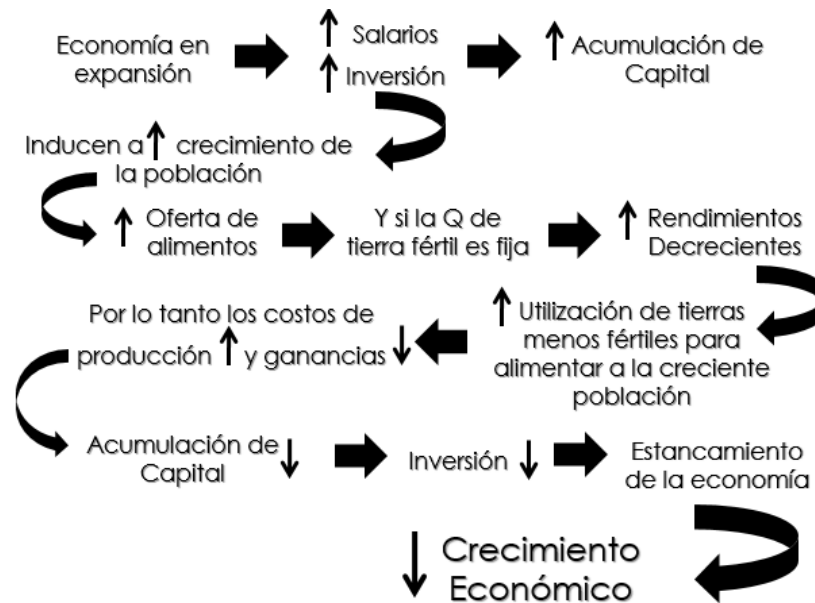 Economía en
expansión
Salarios
Inversión
Acumulación de
Capital
Inducen a crecimiento de
la población
Oferta de
alimentos
Y si la Q de
tierra fértil es fija
Rendimientos
Decrecientes
Utilización de tierras
menos fértiles para
alimentar a la creciente
población
Por lo tanto los costos de
producción y ganancias
Acumulación de
Capital
Inversión
Estancamiento
de la economía
Crecimiento
Económico